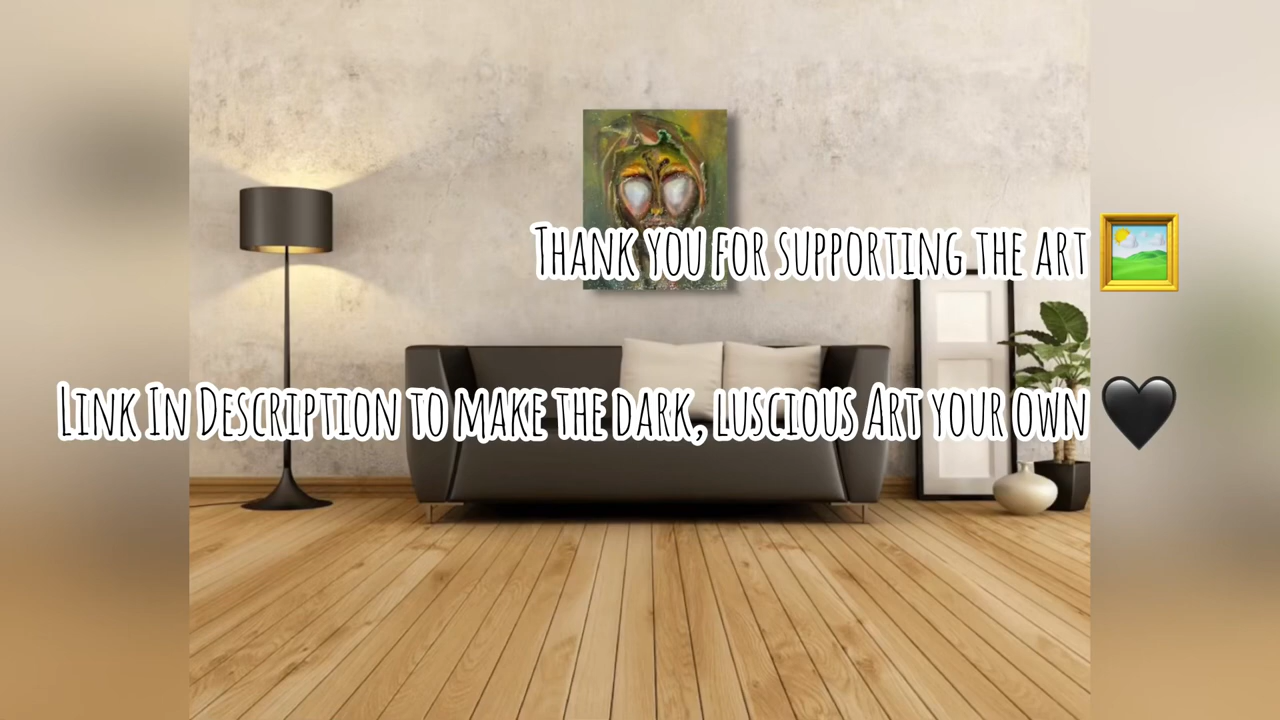 Thank you for supporting the art 🖼️
Link In Description to make the dark, luscious Art your own 🖤